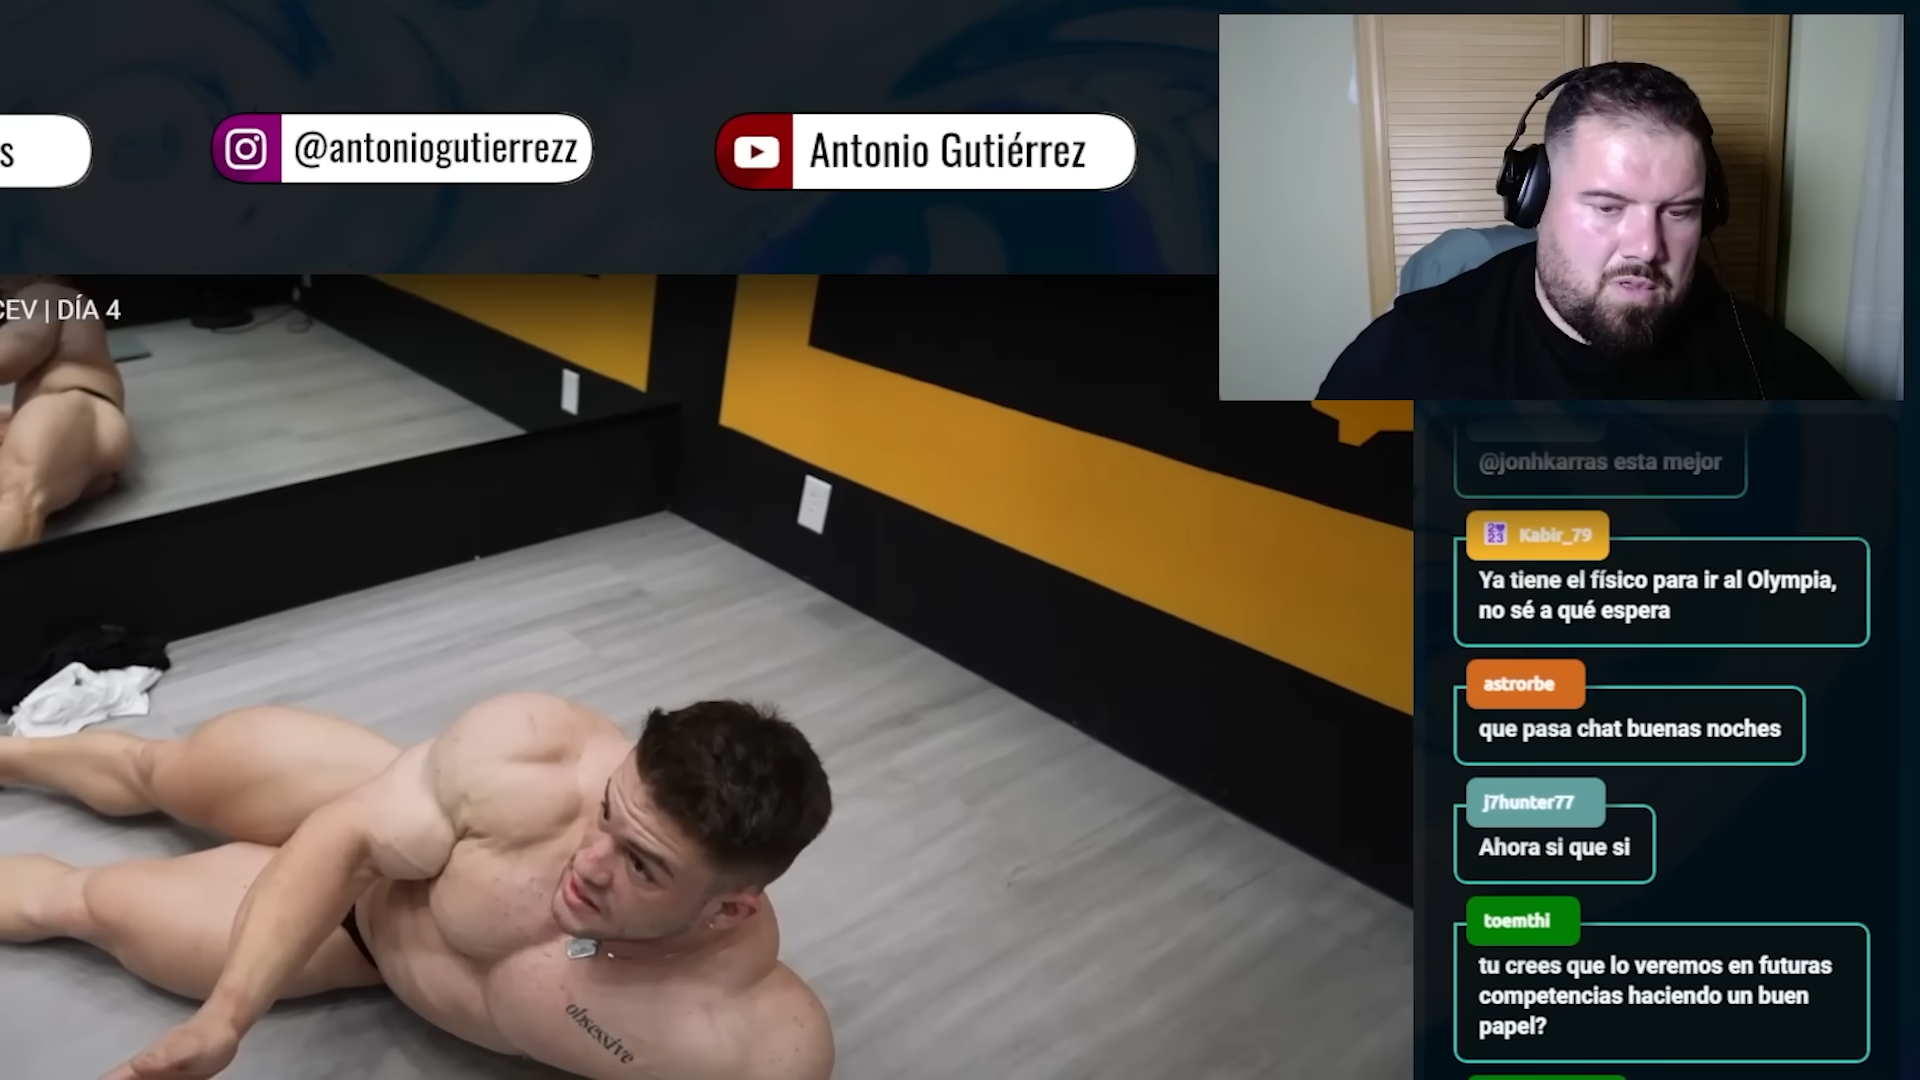 s
@antoniogutierrezz
Antonio Gutiérrez
CEV | DÍA 4
@jonhkarras esta mejor
Kabir_79
Ya tiene el físico para ir al Olympia,
no sé a qué espera
astrorbe
que pasa chat buenas noches
j7hunter77
Ahora si que si
toemthi
tu crees que lo veremos en futuras
competencias haciendo un buen
papel?
obsessive